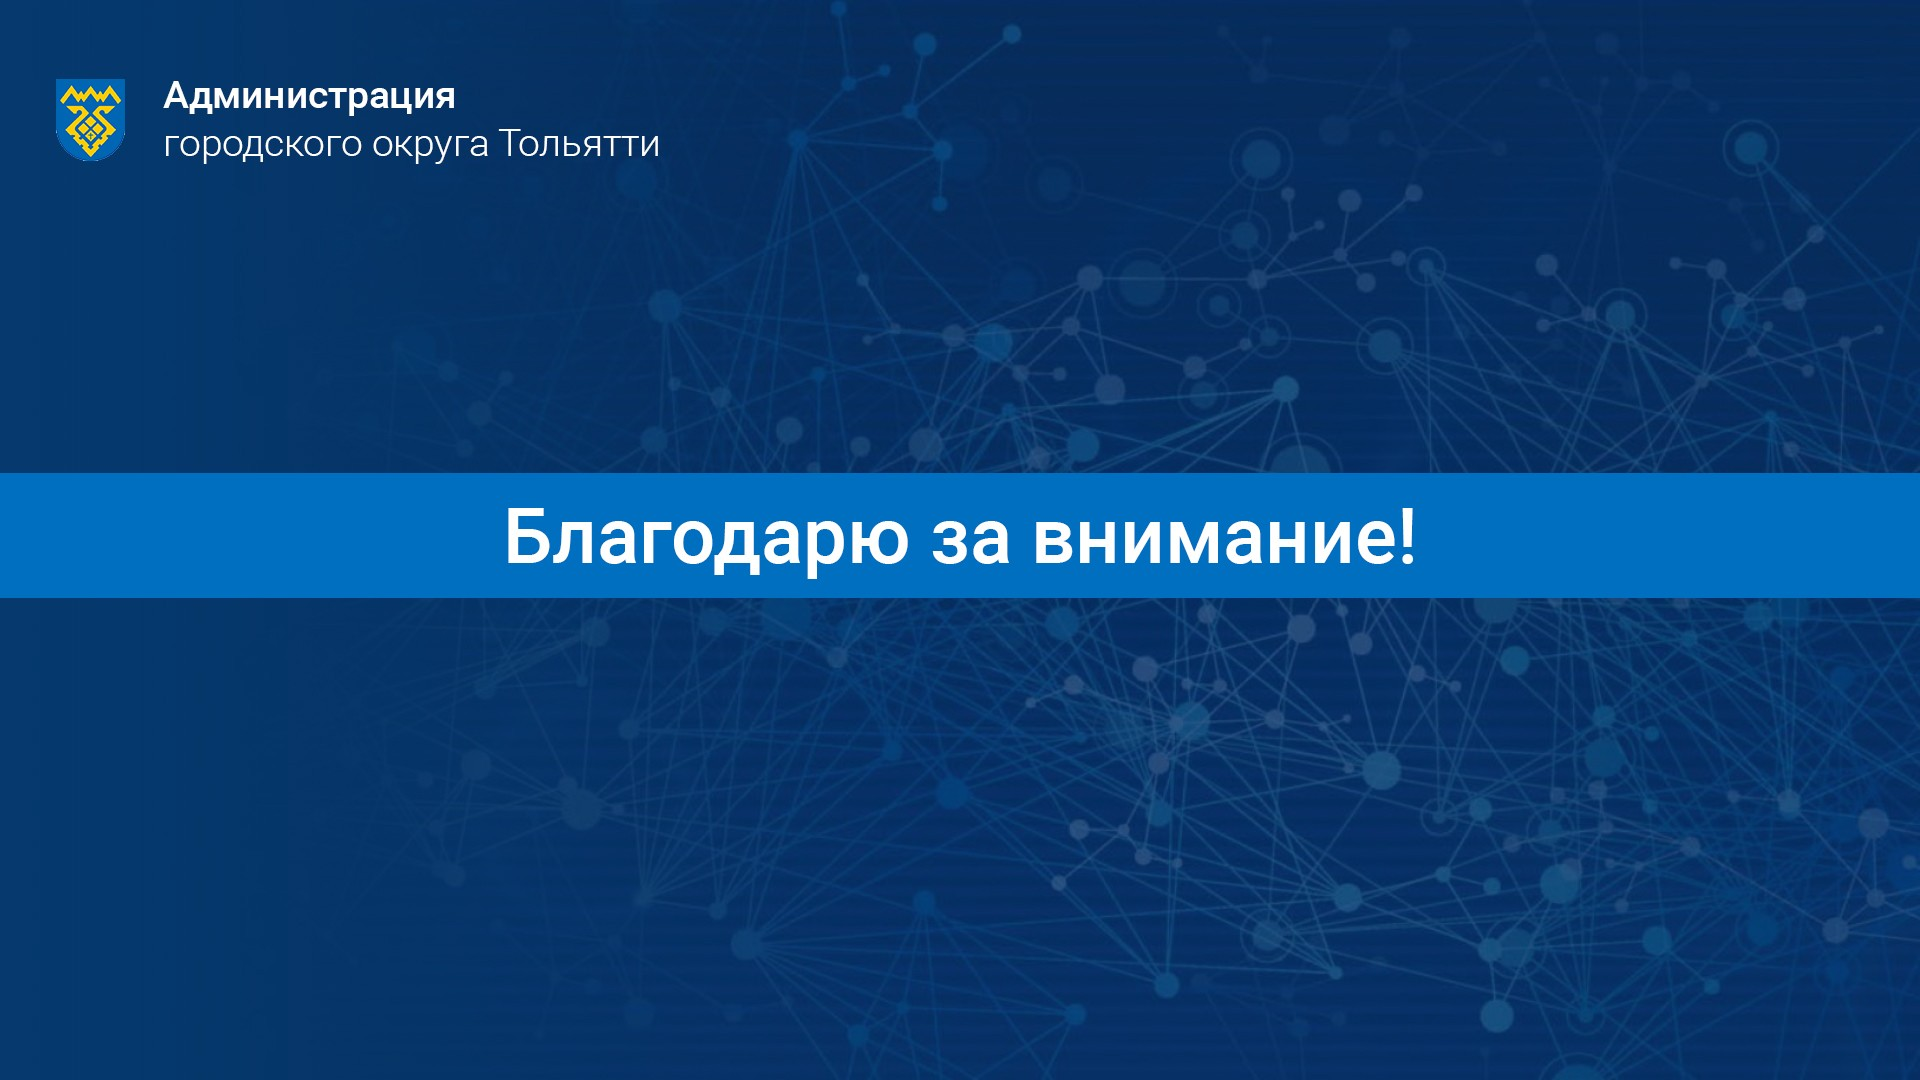 Администрация
городского округа Тольятти
Благодарю за внимание!